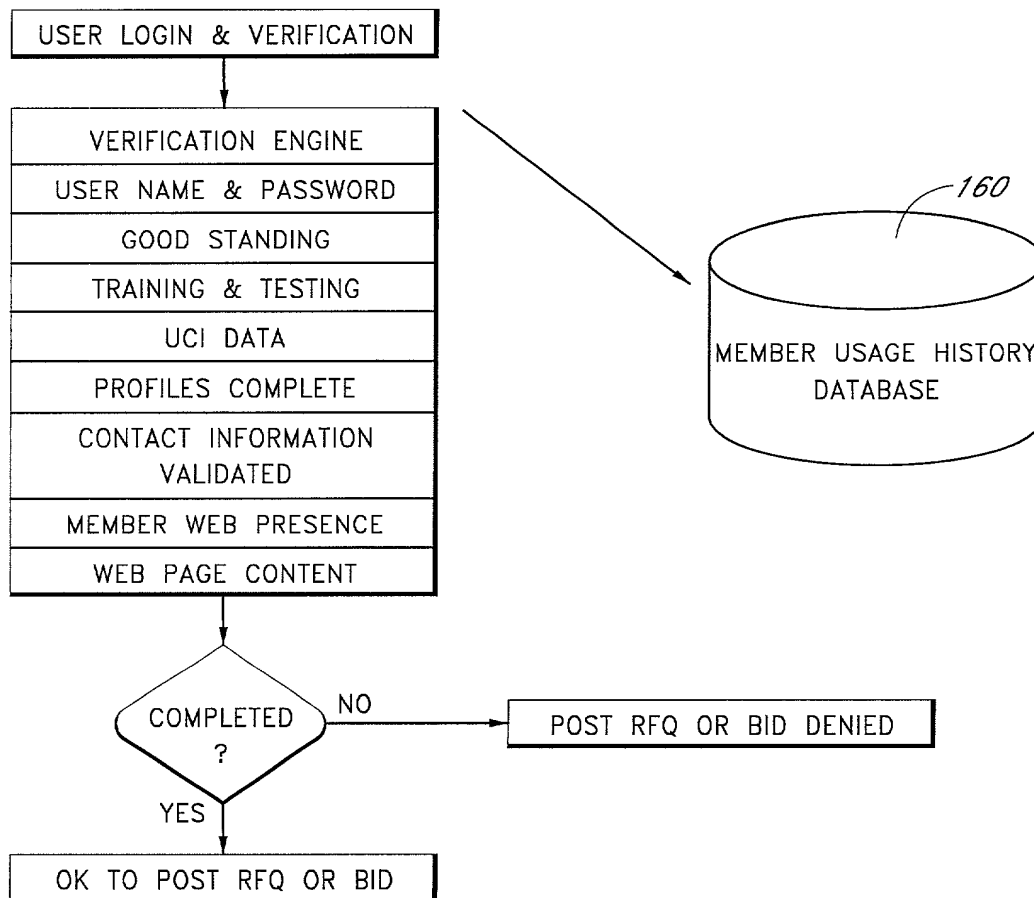 USER LOGIN & VERIFICATION
VERIFICATION ENGINE
USER NAME & PASSWORD
GOOD STANDING
TRAINING & TESTING
UCI DATA
PROFILES COMPLETE
CONTACT INFORMATION
VALIDATED
MEMBER WEB PRESENCE
WEB PAGE CONTENT
160
MEMBER USAGE HISTORY
DATABASE
COMPLETED
?
NO
POST RFQ OR BID DENIED
YES
OK TO POST RFQ OR BID